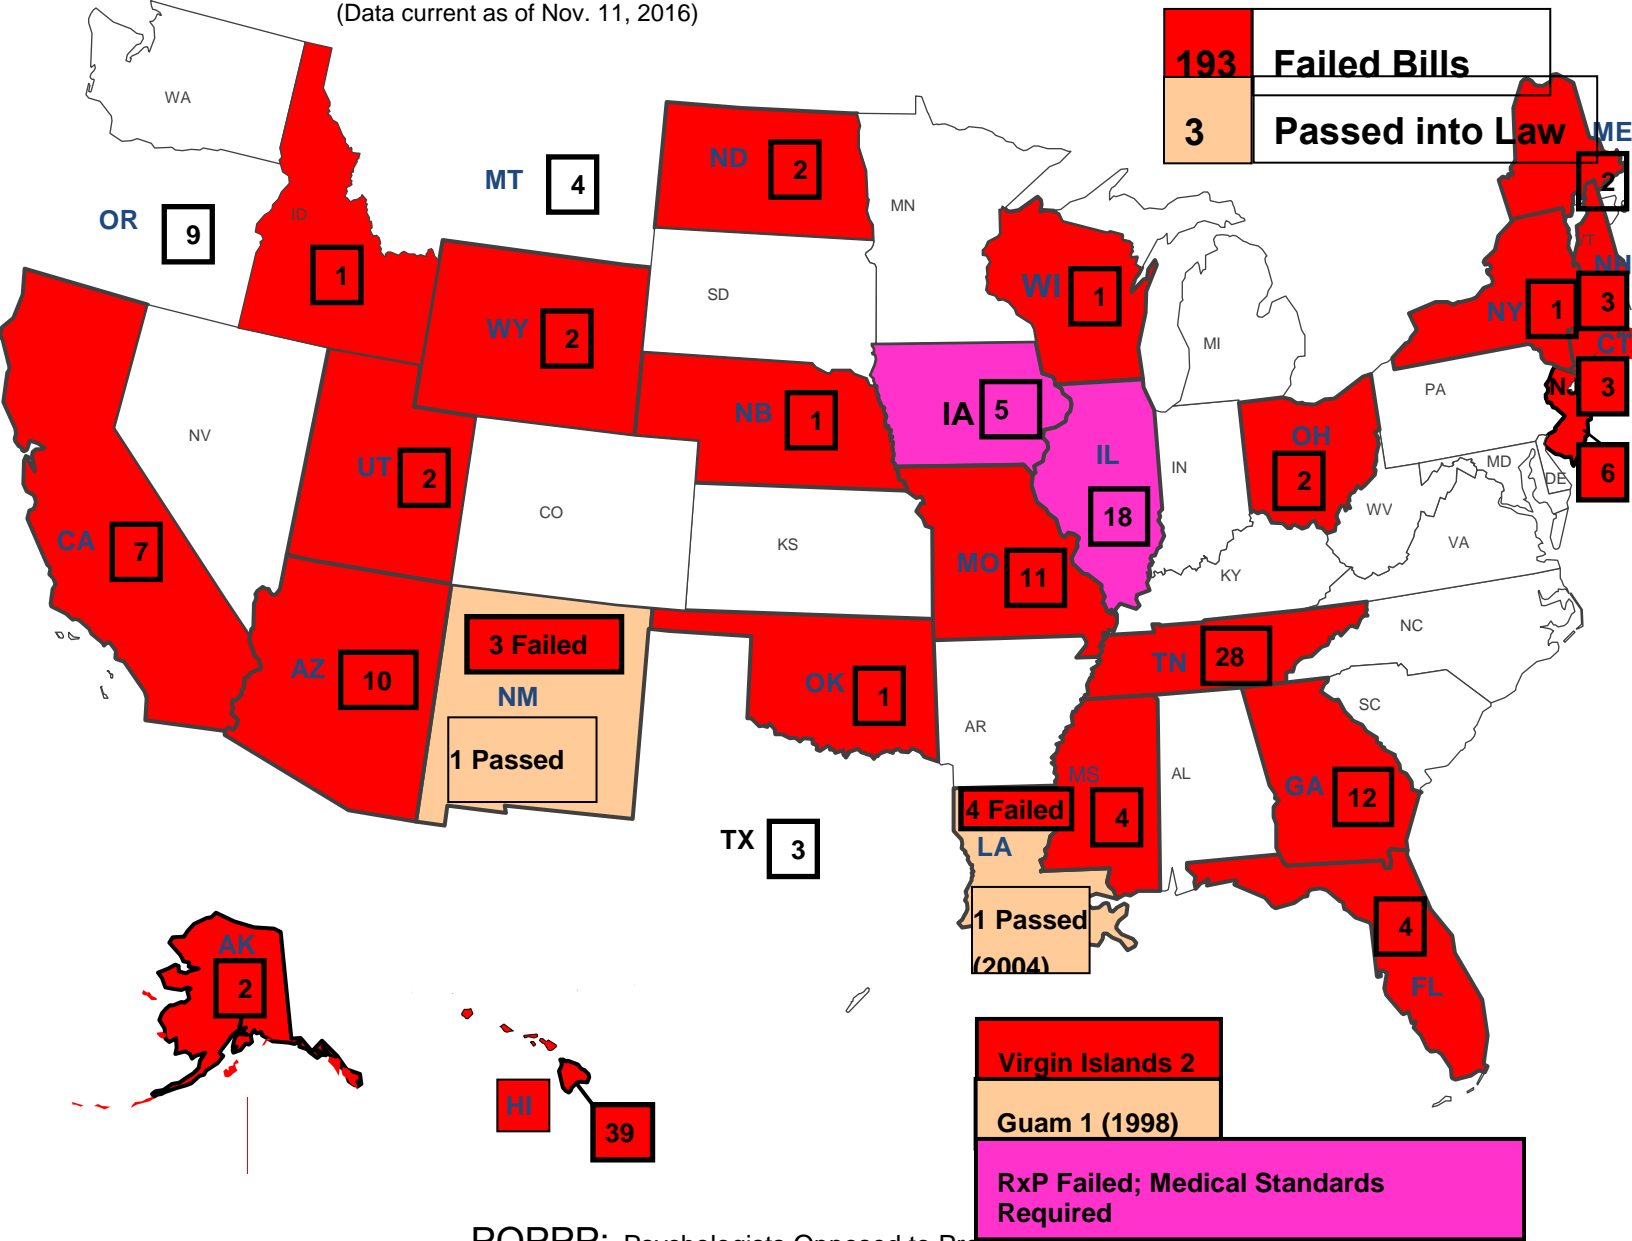 (Data current as of Nov. 11, 2016)
193 Failed Bills
3 Passed into Law
WA
MT 4
ND 2
ME
2
OR 9
ID
1
MN
VT
NH
3
WY 2
SD
WI 1
MI
NY 1
CT
3
NV
UT 2
NB 1
IA 5
IL
18
IN
OH
2
PA
NJ
6
MD
DE
WV
VA
CA 7
CO
KS
MO 11
KY
NC
AZ 10
3 Failed
NM
1 Passed
OK 1
AR
TN 28
SC
MS
4
AL
GA 12
TX 3
4 Failed
LA
1 Passed
(2004)
4
FL
AK
2
HI
39
Virgin Islands 2
Guam 1 (1998)
RxP Failed; Medical Standards
Required
POPPP: Psychologists Opposed to